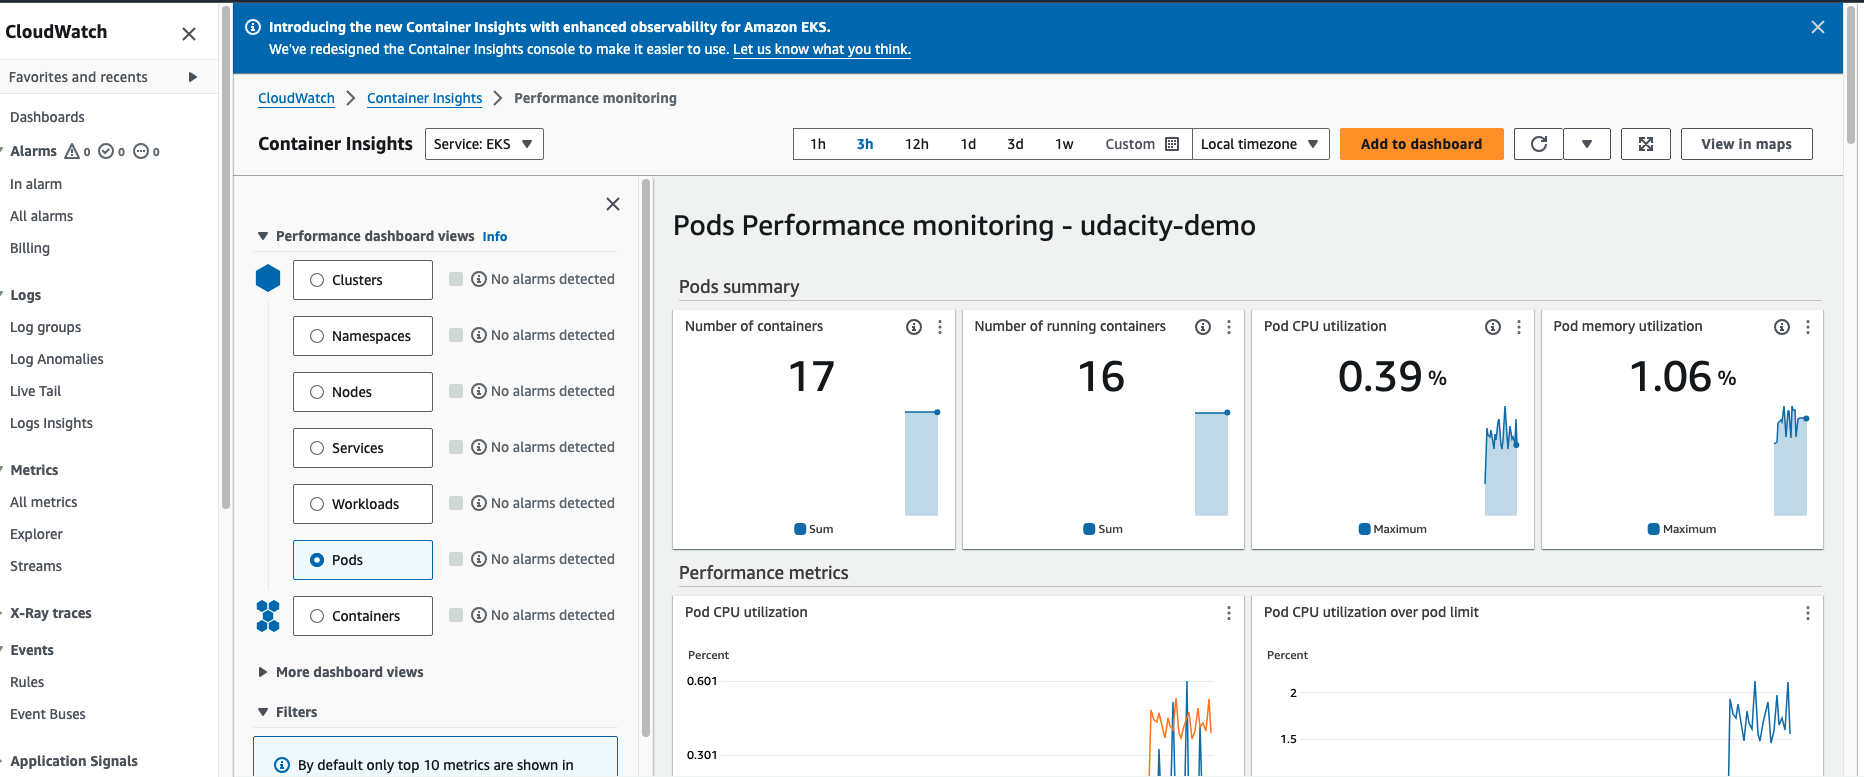 CloudWatch
Favorites and recents
Dashboards
Alarms 0 0 0
In alarm
All alarms
Billing
Logs
Log groups
Log Anomalies
Live Tail
Logs Insights
Metrics
All metrics
Explorer
Streams
X-Ray traces
Events
Rules
Event Buses
Application Signals
Introducing the new Container Insights with enhanced observability for Amazon EKS.
We've redesigned the Container Insights console to make it easier to use. Let us know what you think.
CloudWatch Container Insights Performance monitoring
Container Insights Service: EKS 1h 3h 12h 1d 3d 1w Custom Local timezone Add to dashboard View in maps
Performance dashboard views Info
Clusters No alarms detected
Namespaces No alarms detected
Nodes No alarms detected
Services No alarms detected
Workloads No alarms detected
Pods No alarms detected
Containers No alarms detected
More dashboard views
Filters
By default only top 10 metrics are shown in
Pods Performance monitoring - udacity-demo
Pods summary
Number of containers
17
Sum
Number of running containers
16
Sum
Pod CPU utilization
0.39 %
Maximum
Pod memory utilization
1.06 %
Maximum
Performance metrics
Pod CPU utilization
Percent
0.601
0.301
Pod CPU utilization over pod limit
Percent
2
1.5